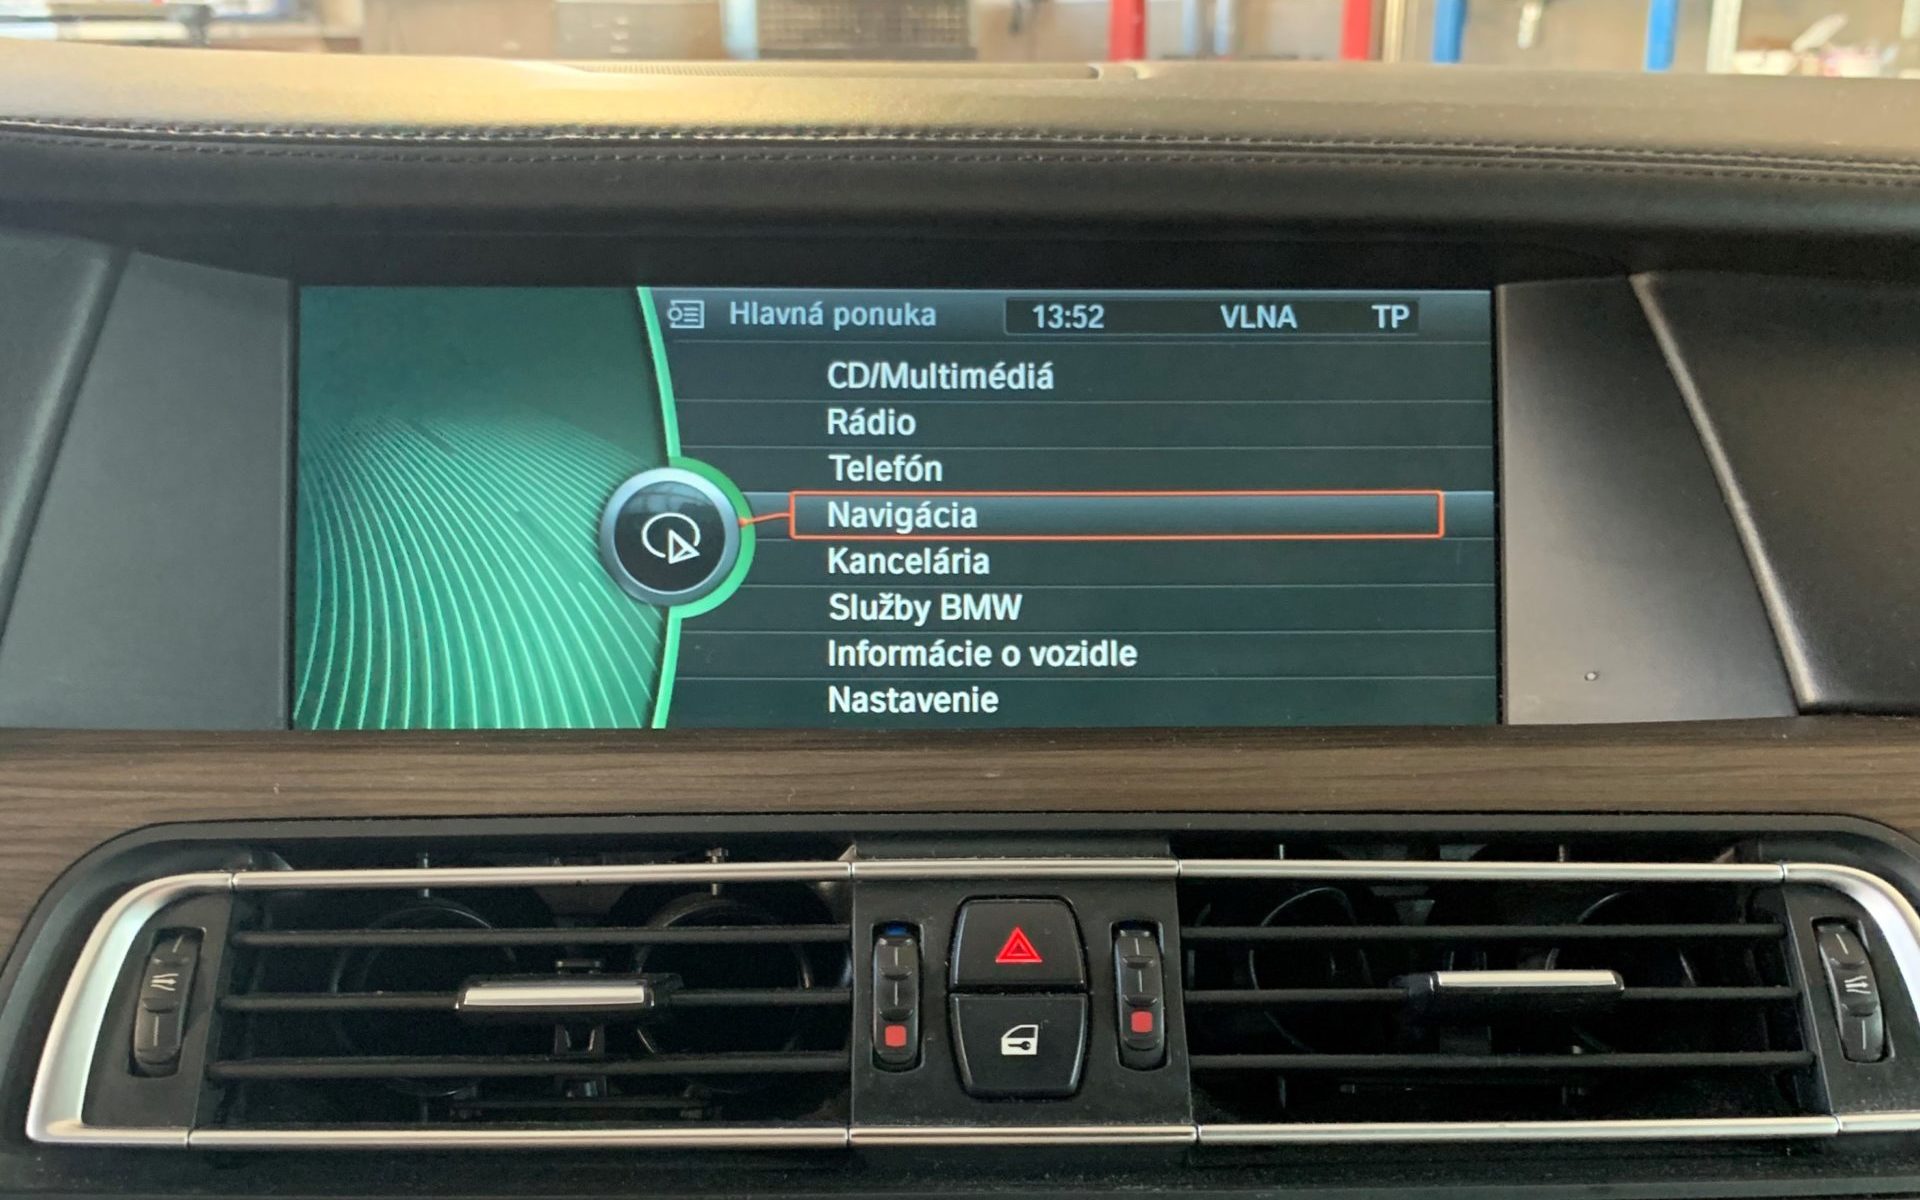 Hlavná ponuka 13:52 VLNA TP
CD/Multimédiá
Rádio
Telefón
Navigácia
Kancelária
Služby BMW
Informácie o vozidle
Nastavenie